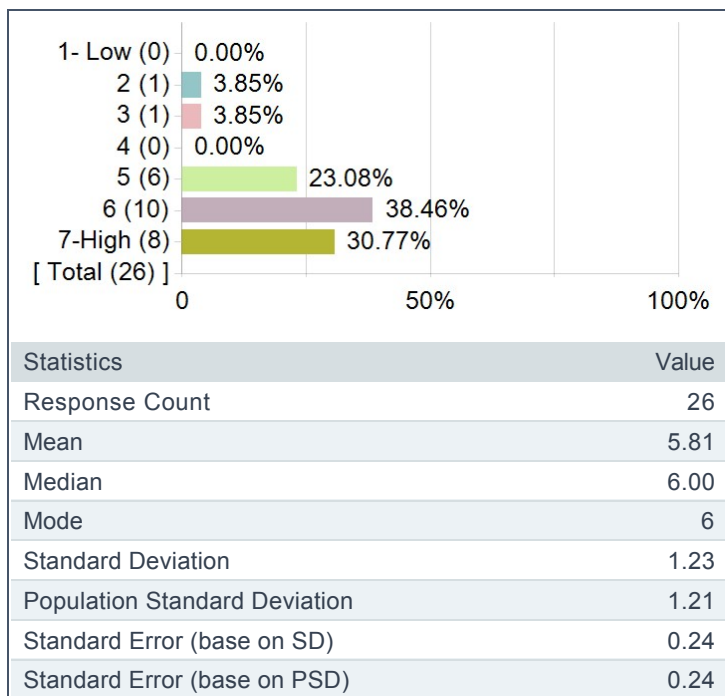 1- Low (0) 0.00%
2 (1) 3.85%
3 (1) 3.85%
4 (0) 0.00%
5 (6) 23.08%
6 (10) 38.46%
7-High (8) 30.77%
[ Total (26) ]
0 50% 100%
Statistics Value
Response Count 26
Mean 5.81
Median 6.00
Mode 6
Standard Deviation 1.23
Population Standard Deviation 1.21
Standard Error (base on SD) 0.24
Standard Error (base on PSD) 0.24